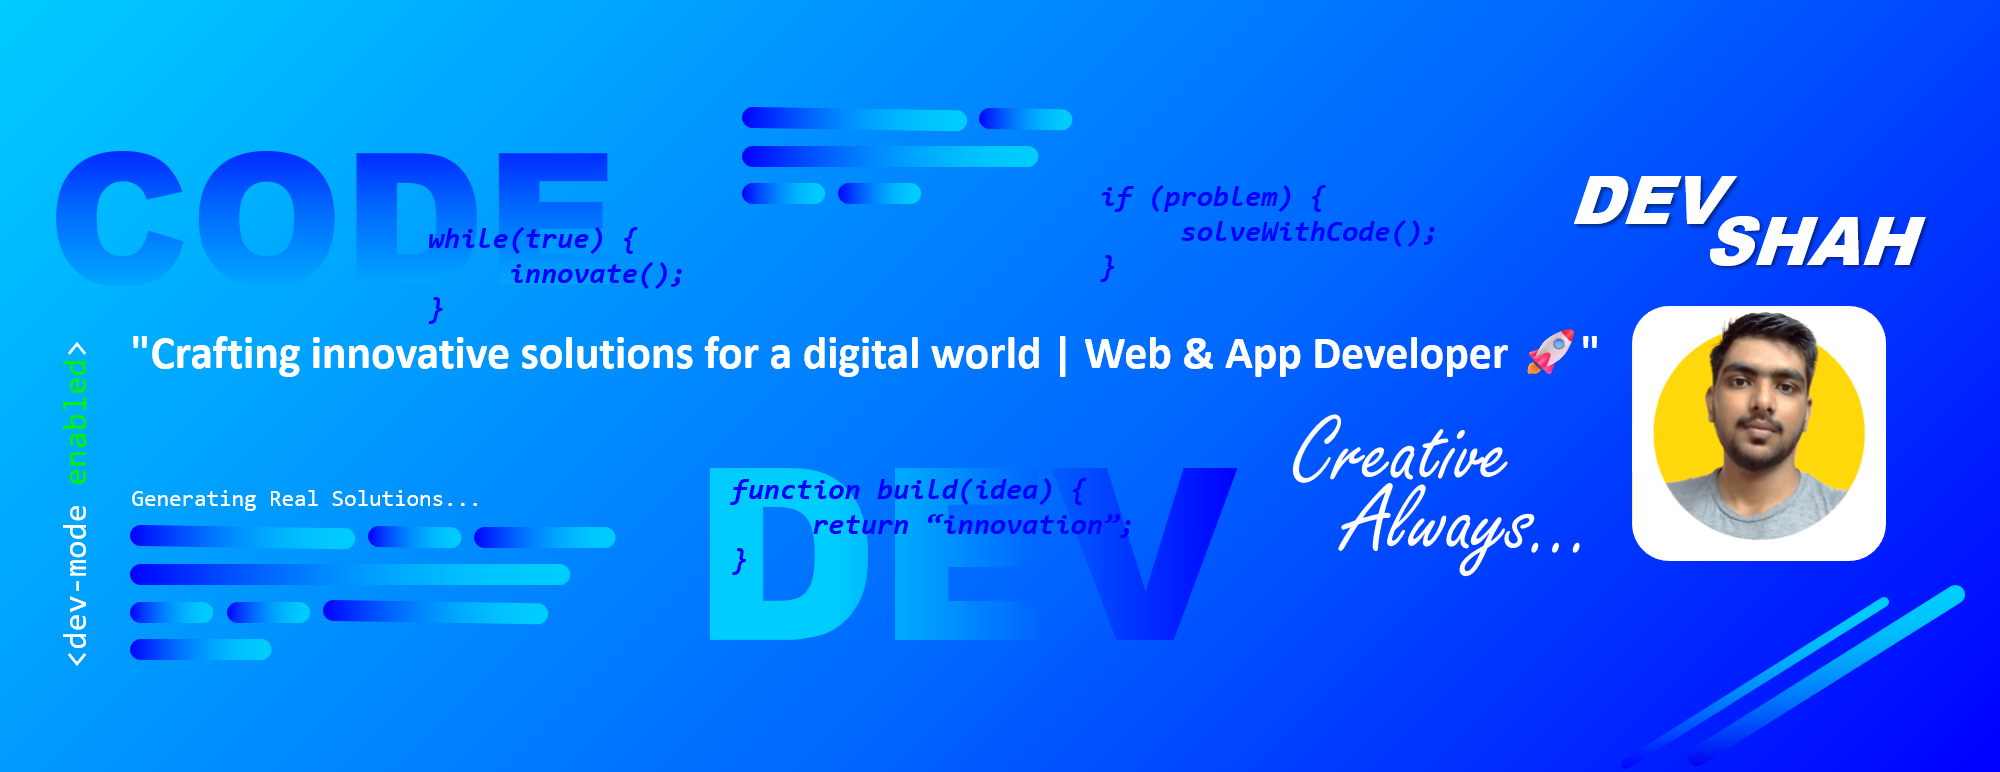 CODE
while(true) {
innovate();
}
if (problem) {
solveWithCode();
}
DEV
SHAH
"Crafting innovative solutions for a digital world | Web & App Developer 🚀"
<dev-mode enabled>
Generating Real Solutions...
DEV
function build(idea) {
return “innovation”;
}
Creative
Always...